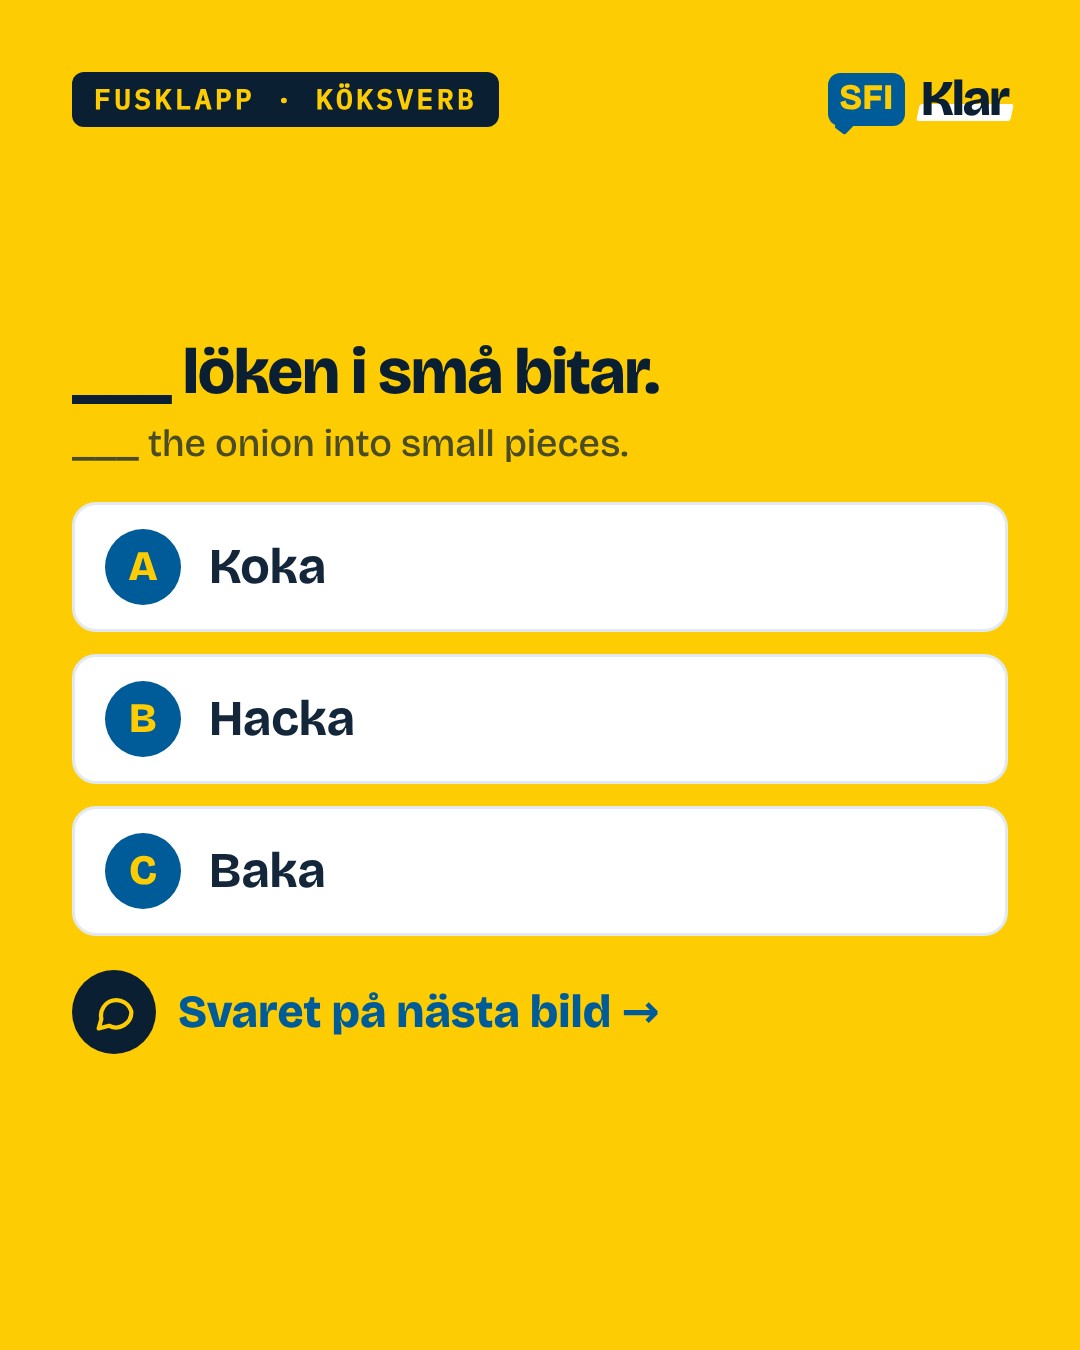 FUSKLAPP · KÖKSVERB
SFI Klar
___ löken i små bitar.
___ the onion into small pieces.
A Koka
B Hacka
C Baka
Svaret på nästa bild →